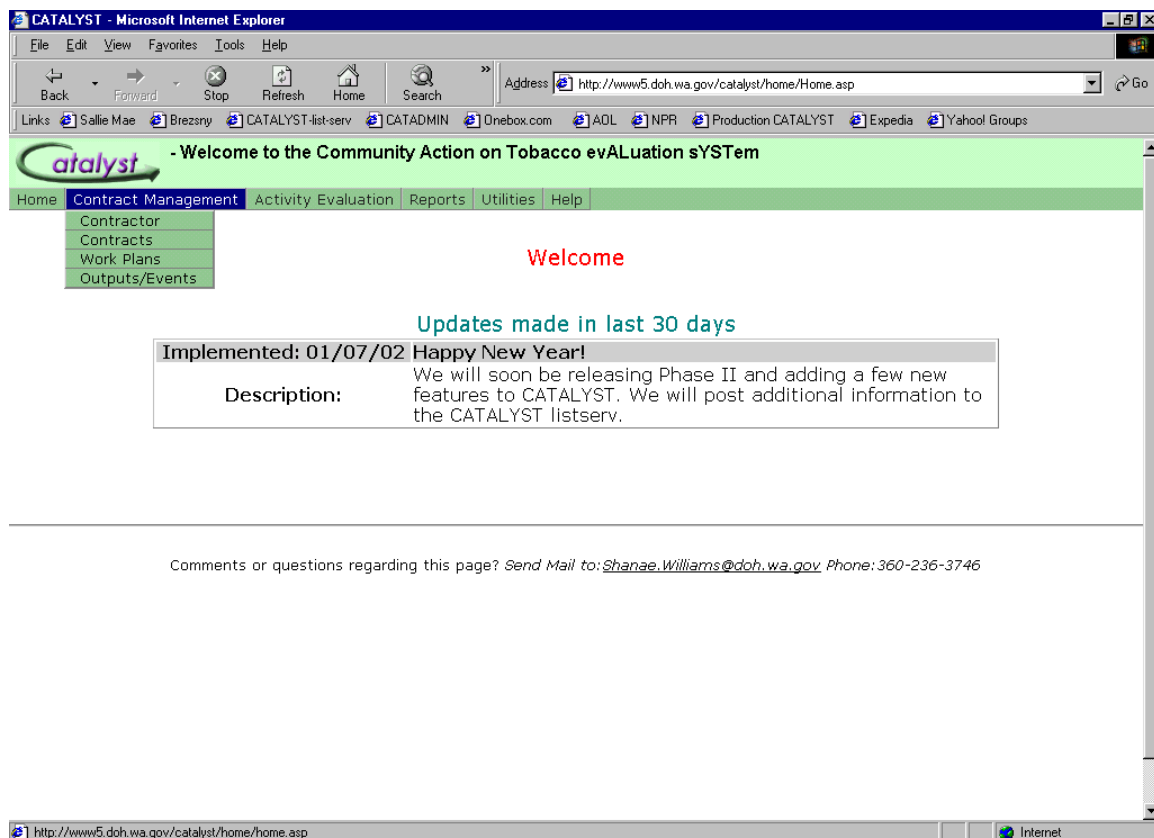 CATALYST - Microsoft Internet Explorer
File Edit View Favorites Tools Help
Back Forward Stop Refresh Home Search » Address http://www5.doh.wa.gov/catalyst/home/Home.asp Go
Links Sallie Mae Brezsny CATALYST-list-serv CATADMIN Onebox.com AOL NPR Production CATALYST Expedia Yahoo! Groups
Catalyst - Welcome to the Community Action on Tobacco evALuation sYSTem
Home Contract Management Activity Evaluation Reports Utilities Help
Contractor
Contracts
Work Plans
Outputs/Events
Welcome
Updates made in last 30 days
Implemented: 01/07/02 Happy New Year!
Description: We will soon be releasing Phase II and adding a few new
features to CATALYST. We will post additional information to
the CATALYST listserv.
Comments or questions regarding this page? Send Mail to: Shanae.Williams@doh.wa.gov Phone: 360-236-3746
http://www5.doh.wa.gov/catalyst/home/home.asp Internet